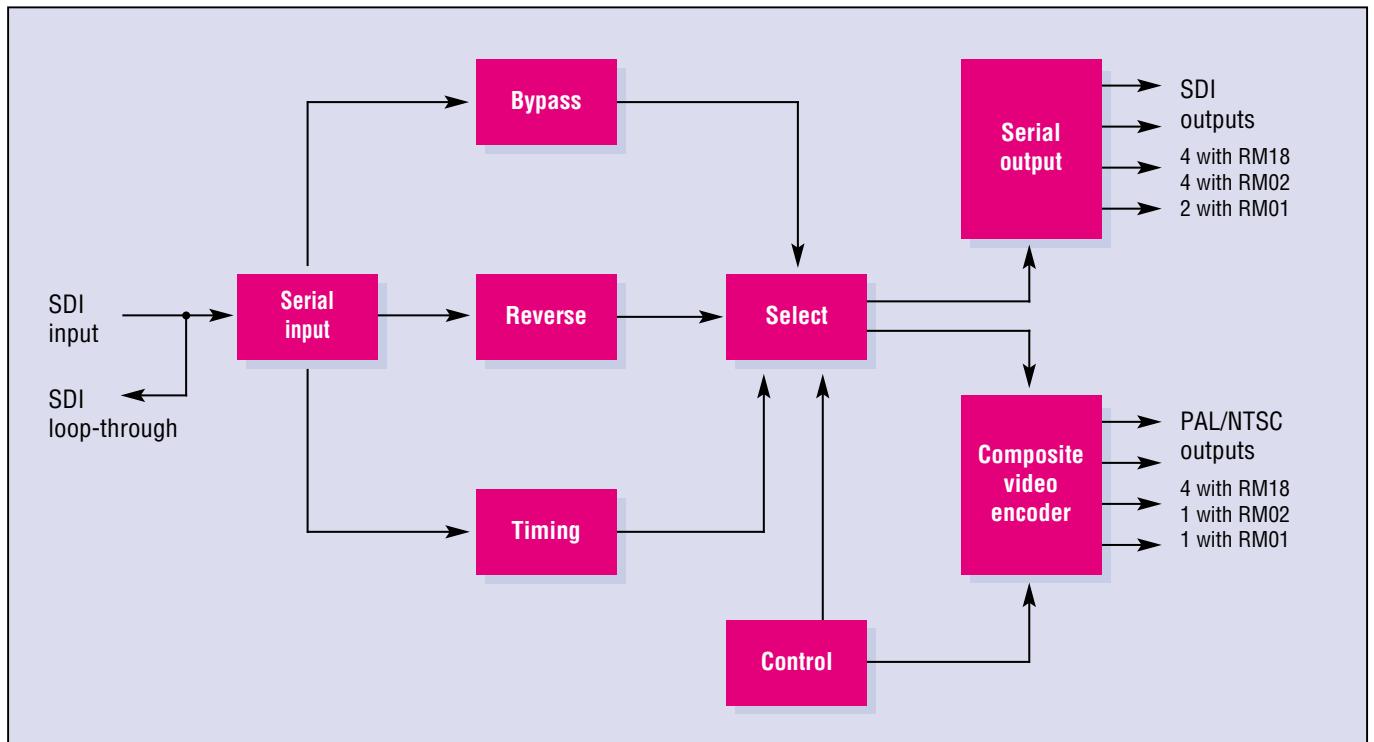 Bypass
Serial
output
SDI
outputs
4 with RM18
4 with RM02
2 with RM01
SDI
input
Serial
input
Reverse
Select
SDI
loop-through
Timing
Composite
video
encoder
PAL/NTSC
outputs
4 with RM18
1 with RM02
1 with RM01
Control